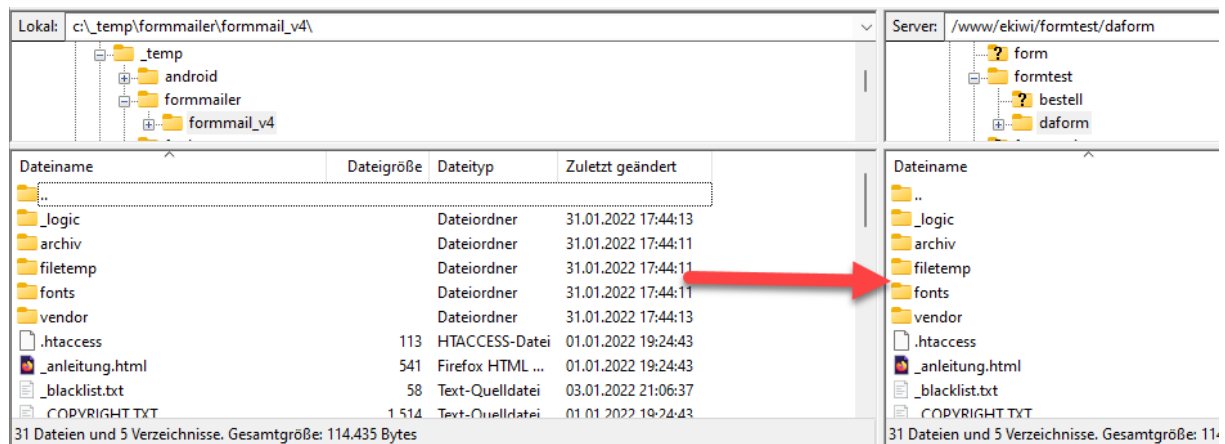 Lokal: c:\_temp\formmailer\formmail_v4\
_temp
android
formmailer
formmail_v4
Dateiname Dateigröße Dateityp Zuletzt geändert
..
_logic Dateiordner 31.01.2022 17:44:13
archiv Dateiordner 31.01.2022 17:44:11
filetemp Dateiordner 31.01.2022 17:44:11
fonts Dateiordner 31.01.2022 17:44:11
vendor Dateiordner 31.01.2022 17:44:13
.htaccess 113 HTACCESS-Datei 01.01.2022 19:24:43
_anleitung.html 541 Firefox HTML ... 01.01.2022 19:24:43
_blacklist.txt 58 Text-Quelldatei 03.01.2022 21:06:37
_COPYRIGHT.TXT 1.514 Text-Quelldatei 01.01.2022 19:24:43
31 Dateien und 5 Verzeichnisse. Gesamtgröße: 114.435 Bytes
Server: /www/ekiwi/formtest/daform
? form
formtest
? bestell
daform
Dateiname
..
_logic
archiv
filetemp
fonts
vendor
.htaccess
_anleitung.html
_blacklist.txt
_COPYRIGHT.TXT
31 Dateien und 5 Verzeichnisse. Gesamtgröße: 114